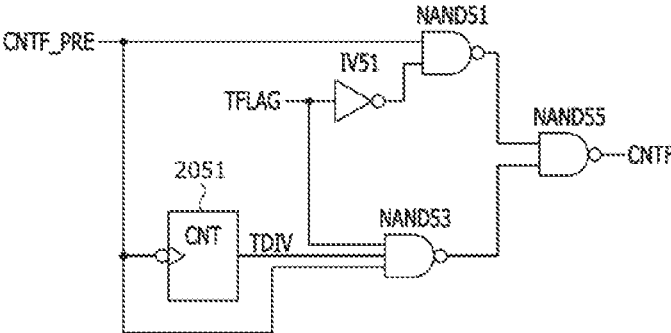 NAND51
CNTF_PRE
IV51
TFLAG
NAND55
CNTF
2051
NAND53
CNT
TDIV